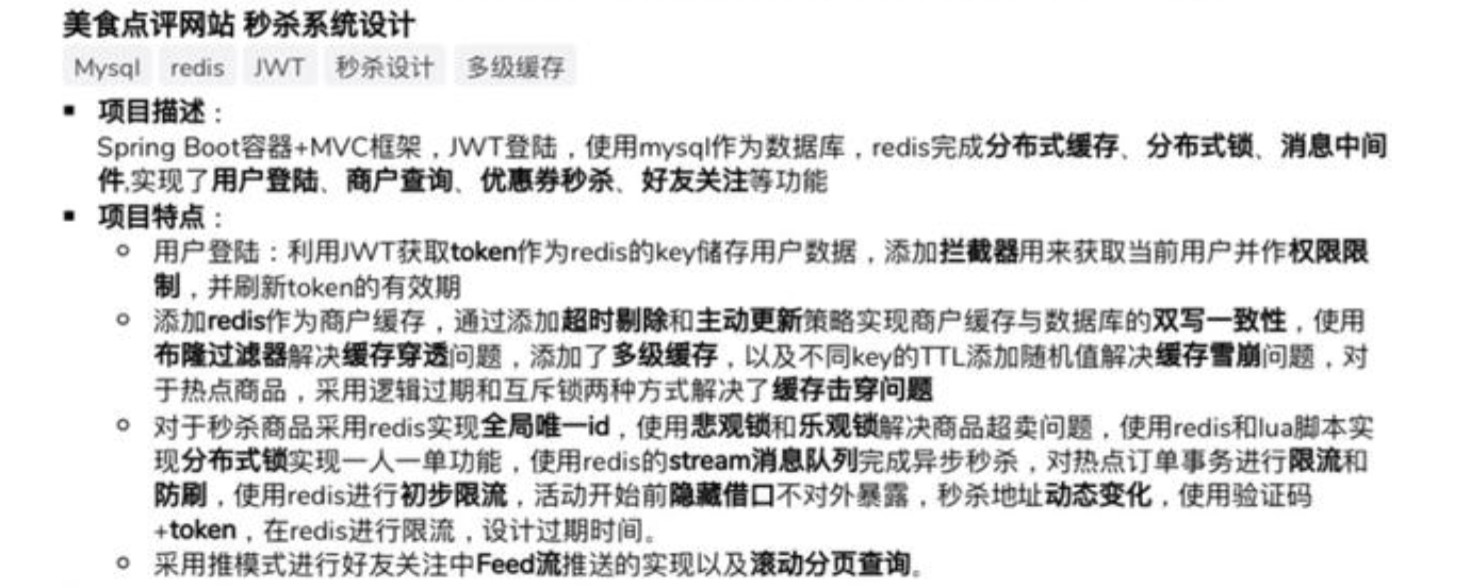 美食点评网站 秒杀系统设计
Mysql redis JWT 秒杀设计 多级缓存
▪ 项目描述：
Spring Boot容器+MVC框架，JWT登陆，使用mysql作为数据库，redis完成分布式缓存、分布式锁、消息中间
件,实现了用户登陆、商户查询、优惠券秒杀、好友关注等功能
▪ 项目特点：
○ 用户登陆：利用JWT获取token作为redis的key储存用户数据，添加拦截器用来获取当前用户并作权限限
制，并刷新token的有效期
○ 添加redis作为商户缓存，通过添加超时剔除和主动更新策略实现商户缓存与数据库的双写一致性，使用
布隆过滤器解决缓存穿透问题，添加了多级缓存，以及不同key的TTL添加随机值解决缓存雪崩问题，对
于热点商品，采用逻辑过期和互斥锁两种方式解决了缓存击穿问题
○ 对于秒杀商品采用redis实现全局唯一id，使用悲观锁和乐观锁解决商品超卖问题，使用redis和lua脚本实
现分布式锁实现一人一单功能，使用redis的stream消息队列完成异步秒杀，对热点订单事务进行限流和
防刷，使用redis进行初步限流，活动开始前隐藏借口不对外暴露，秒杀地址动态变化，使用验证码
+token，在redis进行限流，设计过期时间。
○ 采用推模式进行好友关注中Feed流推送的实现以及滚动分页查询。